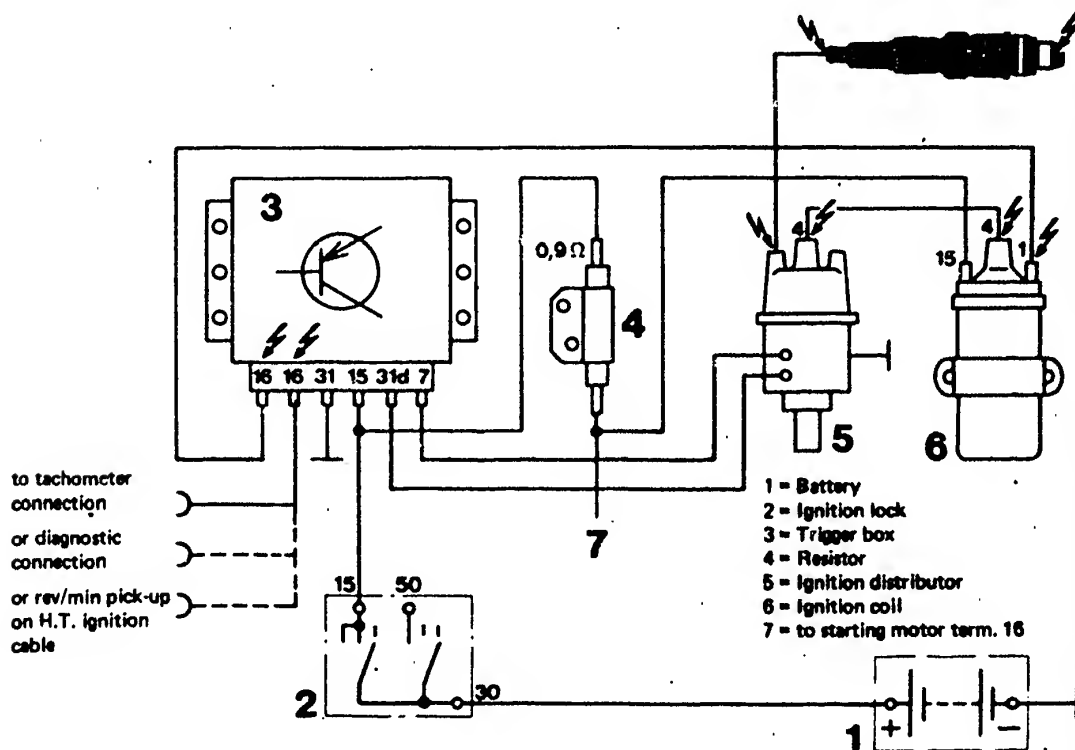 3
16 16 31 15 31d 7
0,9 Ω
4
4
5
15
4
1
6
to tachometer
connection
or diagnostic
connection
or rev/min pick-up
on H.T. ignition
cable
7
15 50
30
2
1 = Battery
2 = Ignition lock
3 = Trigger box
4 = Resistor
5 = Ignition distributor
6 = Ignition coil
7 = to starting motor term. 16
+ −
1